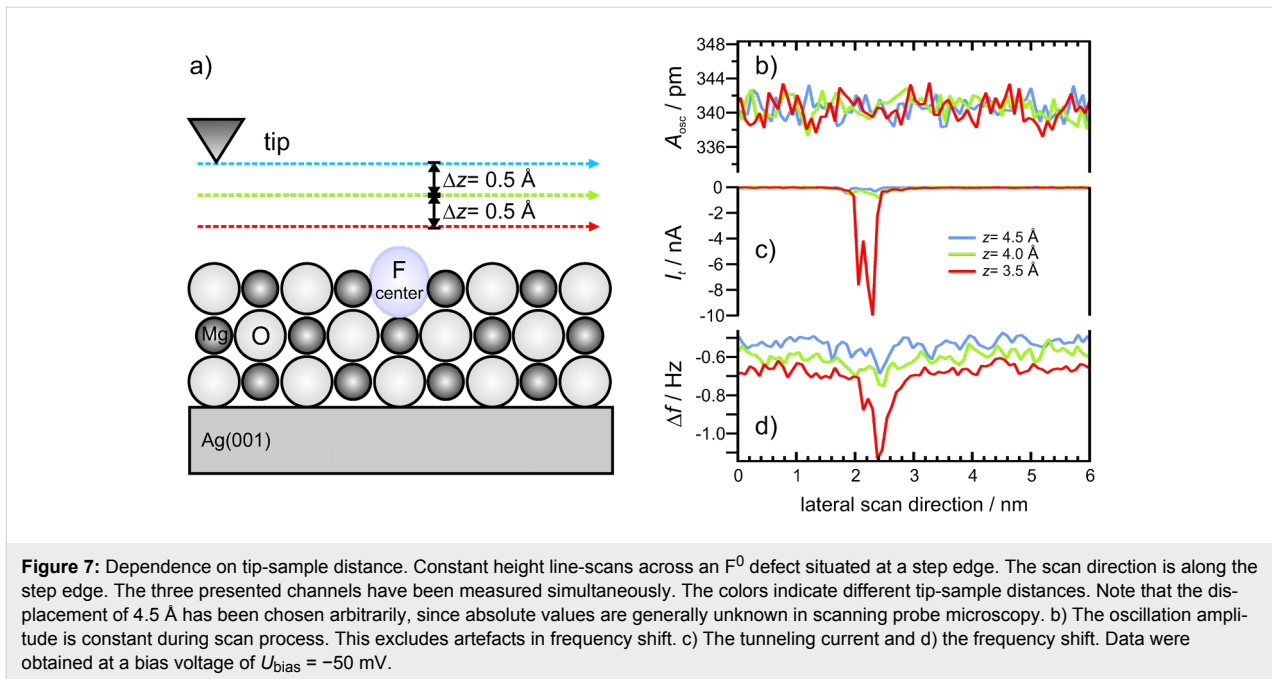 a)
tip
Δz= 0.5 Å
Δz= 0.5 Å
F
center
Mg
O
Ag(001)
348
344
340
336
Aosc / pm
b)
0
-2
-4
-6
-8
-10
It / nA
c)
z= 4.5 Å
z= 4.0 Å
z= 3.5 Å
-0.6
-0.8
-1.0
Δf / Hz
d)
0 1 2 3 4 5 6
lateral scan direction / nm
Figure 7: Dependence on tip-sample distance. Constant height line-scans across an F⁰ defect situated at a step edge. The scan direction is along the
step edge. The three presented channels have been measured simultaneously. The colors indicate different tip-sample distances. Note that the dis-
placement of 4.5 Å has been chosen arbitrarily, since absolute values are generally unknown in scanning probe microscopy. b) The oscillation ampli-
tude is constant during scan process. This excludes artefacts in frequency shift. c) The tunneling current and d) the frequency shift. Data were
obtained at a bias voltage of Ubias = −50 mV.